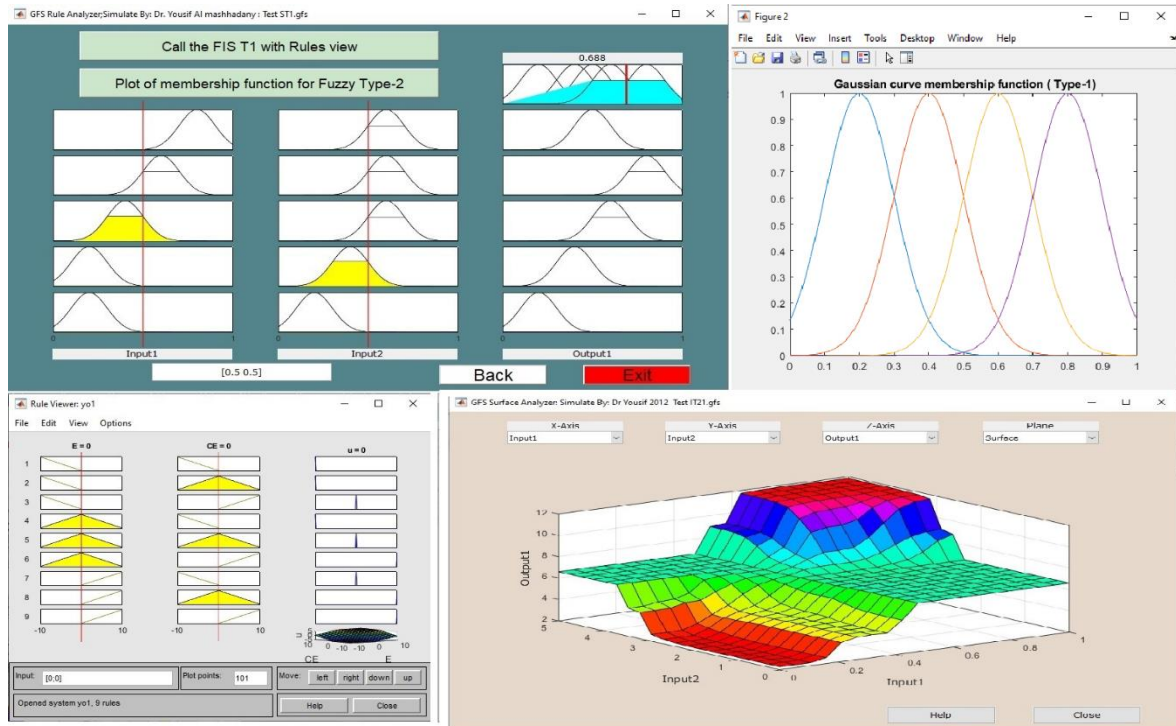 GFS Rule Analyzer;Simulate By: Dr. Yousif Al mashhadany : Test ST1.gfs
Call the FIS T1 with Rules view
Plot of membership function for Fuzzy Type-2
0.688
0 1
0 1
0 1
Input1
Input2
Output1
[0.5 0.5]
Back
Exit
Figure 2
File Edit View Insert Tools Desktop Window Help
Gaussian curve membership function ( Type-1)
1
0.9
0.8
0.7
0.6
0.5
0.4
0.3
0.2
0.1
0
0 0.1 0.2 0.3 0.4 0.5 0.6 0.7 0.8 0.9 1
Rule Viewer: yo1
File Edit View Options
E = 0
CE = 0
u = 0
1
2
3
4
5
6
7
8
9
-10 10
-10 10
u
-10 -10 10
CE E
Input: [0;0]
Plot points: 101
Move: left right down up
Opened system yo1, 9 rules
Help Close
GFS Surface Analyzer: Simulate By: Dr Yousif 2012 Test IT21.gfs
X-Axis Y-Axis Z-Axis Plane
Input1 Input2 Output1 Surface
12
10
8
6
4
2
Output1
5
4
3
2
1
0
Input2
0
0.2
0.4
0.6
0.8
1
Input1
Help Close